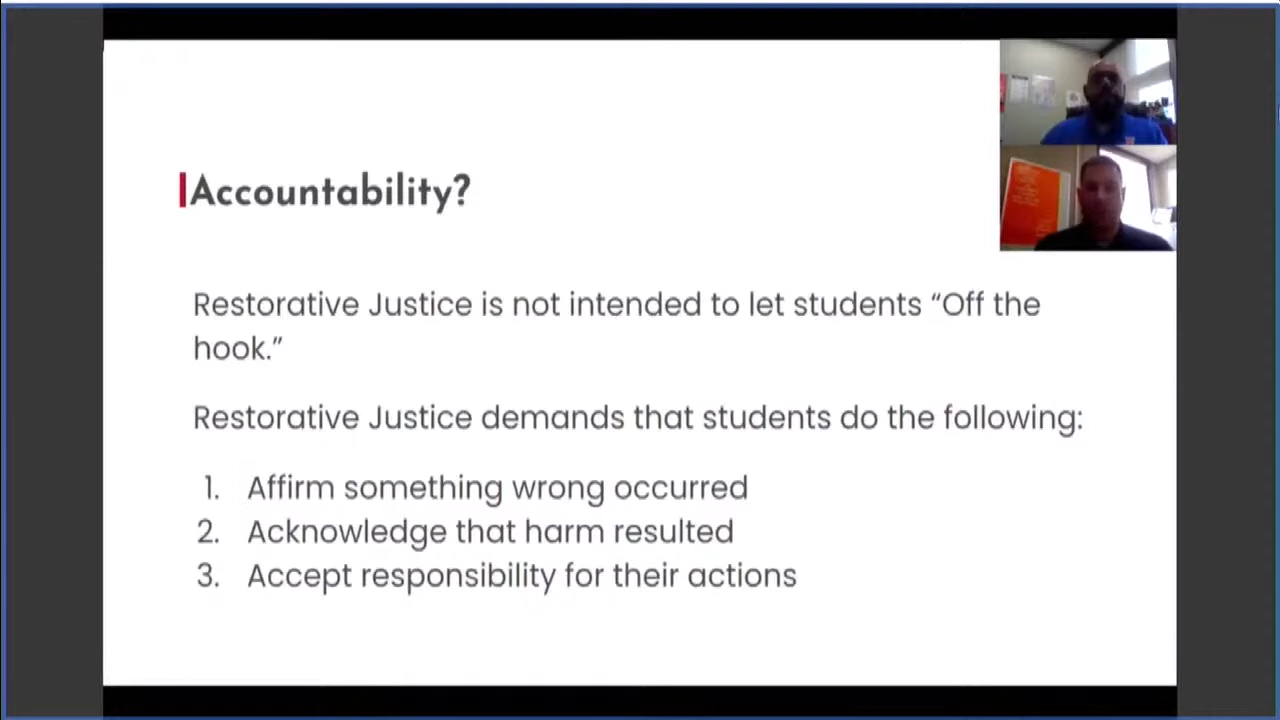 Accountability?
Restorative Justice is not intended to let students “Off the
hook.”
Restorative Justice demands that students do the following:
1. Affirm something wrong occurred
2. Acknowledge that harm resulted
3. Accept responsibility for their actions